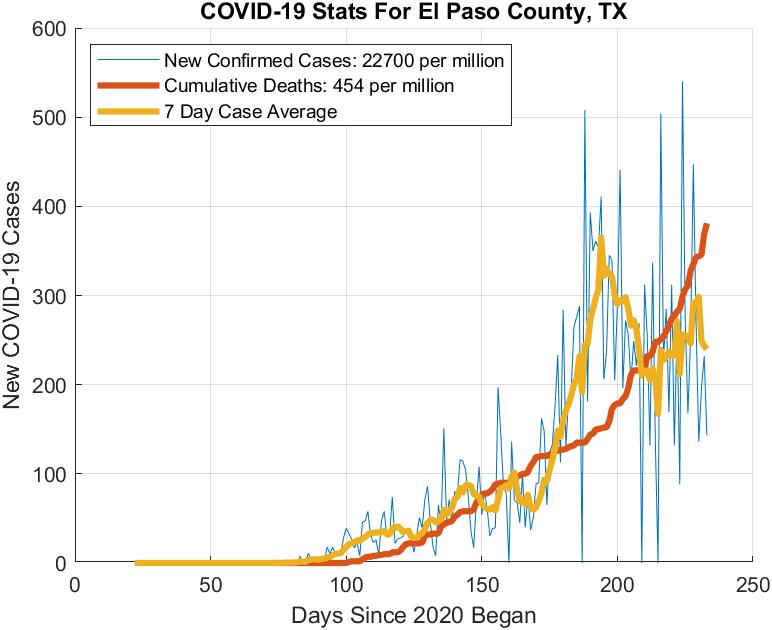 COVID-19 Stats For El Paso County, TX
New Confirmed Cases: 22700 per million
Cumulative Deaths: 454 per million
7 Day Case Average
New COVID-19 Cases
600
500
400
300
200
100
0
0 50 100 150 200 250
Days Since 2020 Began